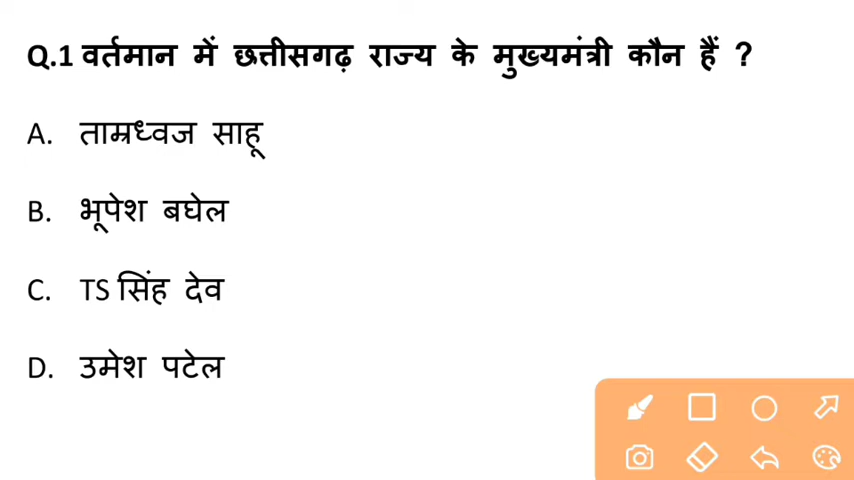 Q.1 वर्तमान में छत्तीसगढ़ राज्य के मुख्यमंत्री कौन हैं ?
A. ताम्रध्वज साहू
B. भूपेश बघेल
C. TS सिंह देव
D. उमेश पटेल